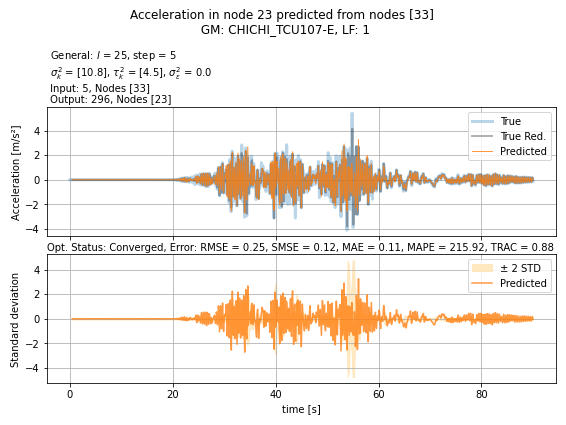 Acceleration in node 23 predicted from nodes [33]
GM: CHICHI_TCU107-E, LF: 1
General: l = 25, step = 5
σ²ₖ = [10.8], τ²ₖ = [4.5], σ²ε = 0.0
Input: 5, Nodes [33]
Output: 296, Nodes [23]
Acceleration [m/s²]
4
2
0
−2
−4
True
True Red.
Predicted
Opt. Status: Converged, Error: RMSE = 0.25, SMSE = 0.12, MAE = 0.11, MAPE = 215.92, TRAC = 0.88
Standard deviation
4
2
0
−2
−4
± 2 STD
Predicted
0 20 40 60 80
time [s]